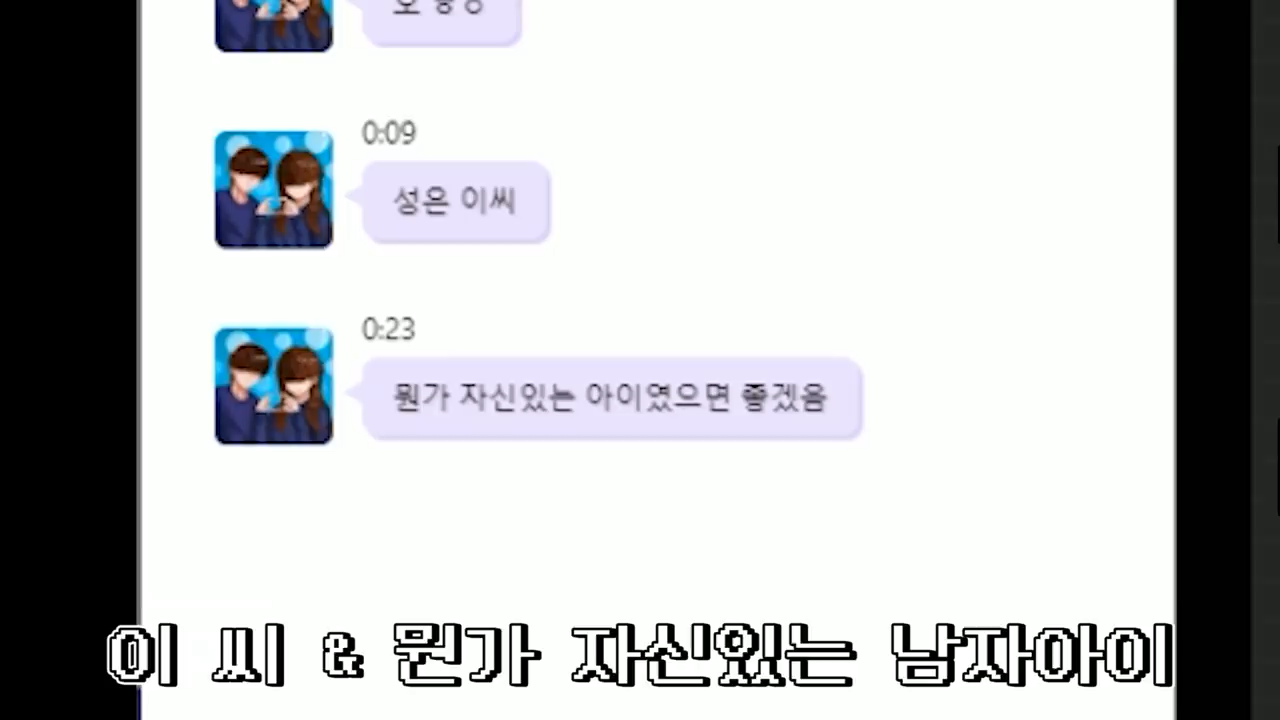 0:09
성은 이씨
0:23
뭔가 자신있는 아이였으면 좋겠음
이 씨 & 뭔가 자신있는 남자아이